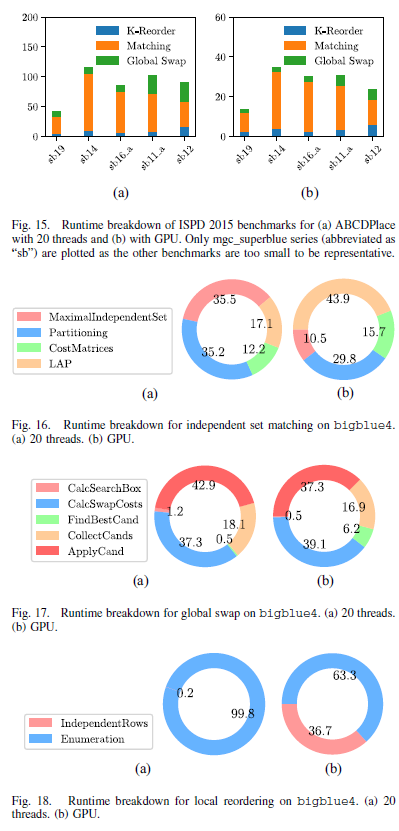 200
150
100
50
0
K-Reorder
Matching
Global Swap
sb19
sb14
sb16_a
sb11_a
sb12
(a)
60
40
20
0
K-Reorder
Matching
Global Swap
sb19
sb14
sb16_a
sb11_a
sb12
(b)
Fig. 15. Runtime breakdown of ISPD 2015 benchmarks for (a) ABCDPlace
with 20 threads and (b) with GPU. Only mgc_superblue series (abbreviated as
“sb”) are plotted as the other benchmarks are too small to be representative.
MaximalIndependentSet
Partitioning
CostMatrices
LAP
35.5
17.1
12.2
35.2
(a)
43.9
15.7
10.5
29.8
(b)
Fig. 16. Runtime breakdown for independent set matching on bigblue4.
(a) 20 threads. (b) GPU.
CalcSearchBox
CalcSwapCosts
FindBestCand
CollectCands
ApplyCand
42.9
1.2
18.1
37.3
0.5
(a)
37.3
0.5
16.9
6.2
39.1
(b)
Fig. 17. Runtime breakdown for global swap on bigblue4. (a) 20 threads.
(b) GPU.
IndependentRows
Enumeration
0.2
99.8
(a)
63.3
36.7
(b)
Fig. 18. Runtime breakdown for local reordering on bigblue4. (a) 20
threads. (b) GPU.